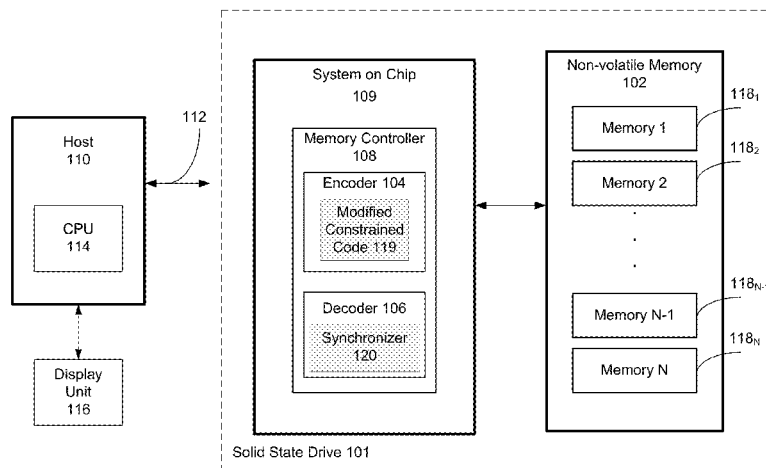 112
Host
110
CPU
114
Display
Unit
116
System on Chip
109
Memory Controller
108
Encoder 104
Modified
Constrained
Code 119
Decoder 106
Synchronizer
120
Solid State Drive 101
Non-volatile Memory
102
Memory 1
118₁
Memory 2
118₂
Memory N-1
118N-
Memory N
118N